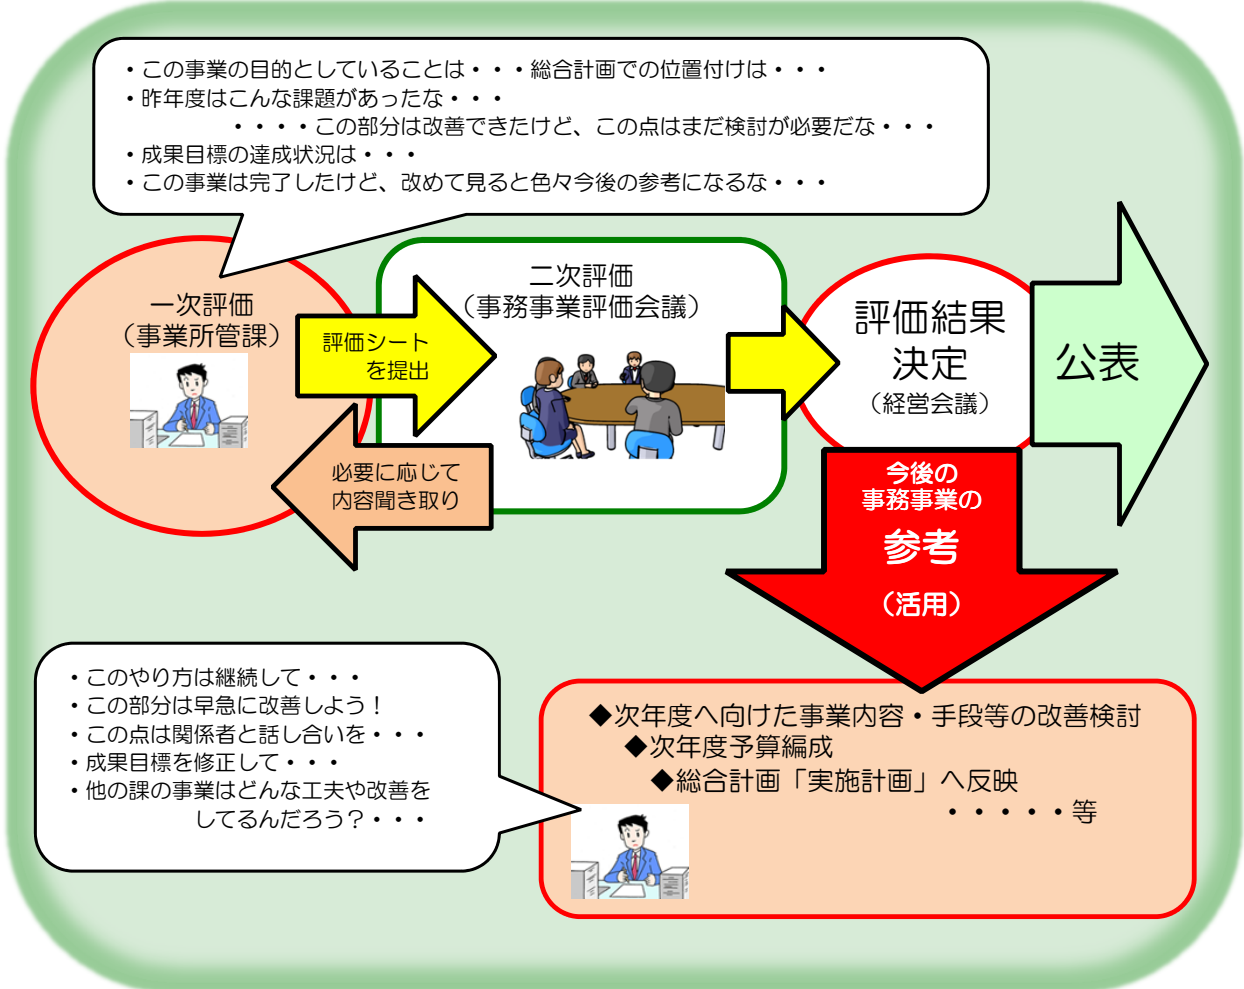 ・この事業の目的としていることは・・・総合計画での位置付けは・・・
・昨年度はこんな課題があったな・・・
・・・・この部分は改善できたけど、この点はまだ検討が必要だな・・・
・成果目標の達成状況は・・・
・この事業は完了したけど、改めて見ると色々今後の参考になるな・・・
一次評価
（事業所管課）
評価シート
を提出
必要に応じて
内容聞き取り
二次評価
（事務事業評価会議）
評価結果
決定
（経営会議）
公表
今後の
事務事業の
参考
（活用）
・このやり方は継続して・・・
・この部分は早急に改善しよう！
・この点は関係者と話し合いを・・・
・成果目標を修正して・・・
・他の課の事業はどんな工夫や改善を
してるんだろう？・・・
◆次年度へ向けた事業内容・手段等の改善検討
◆次年度予算編成
◆総合計画「実施計画」へ反映
・・・・・等